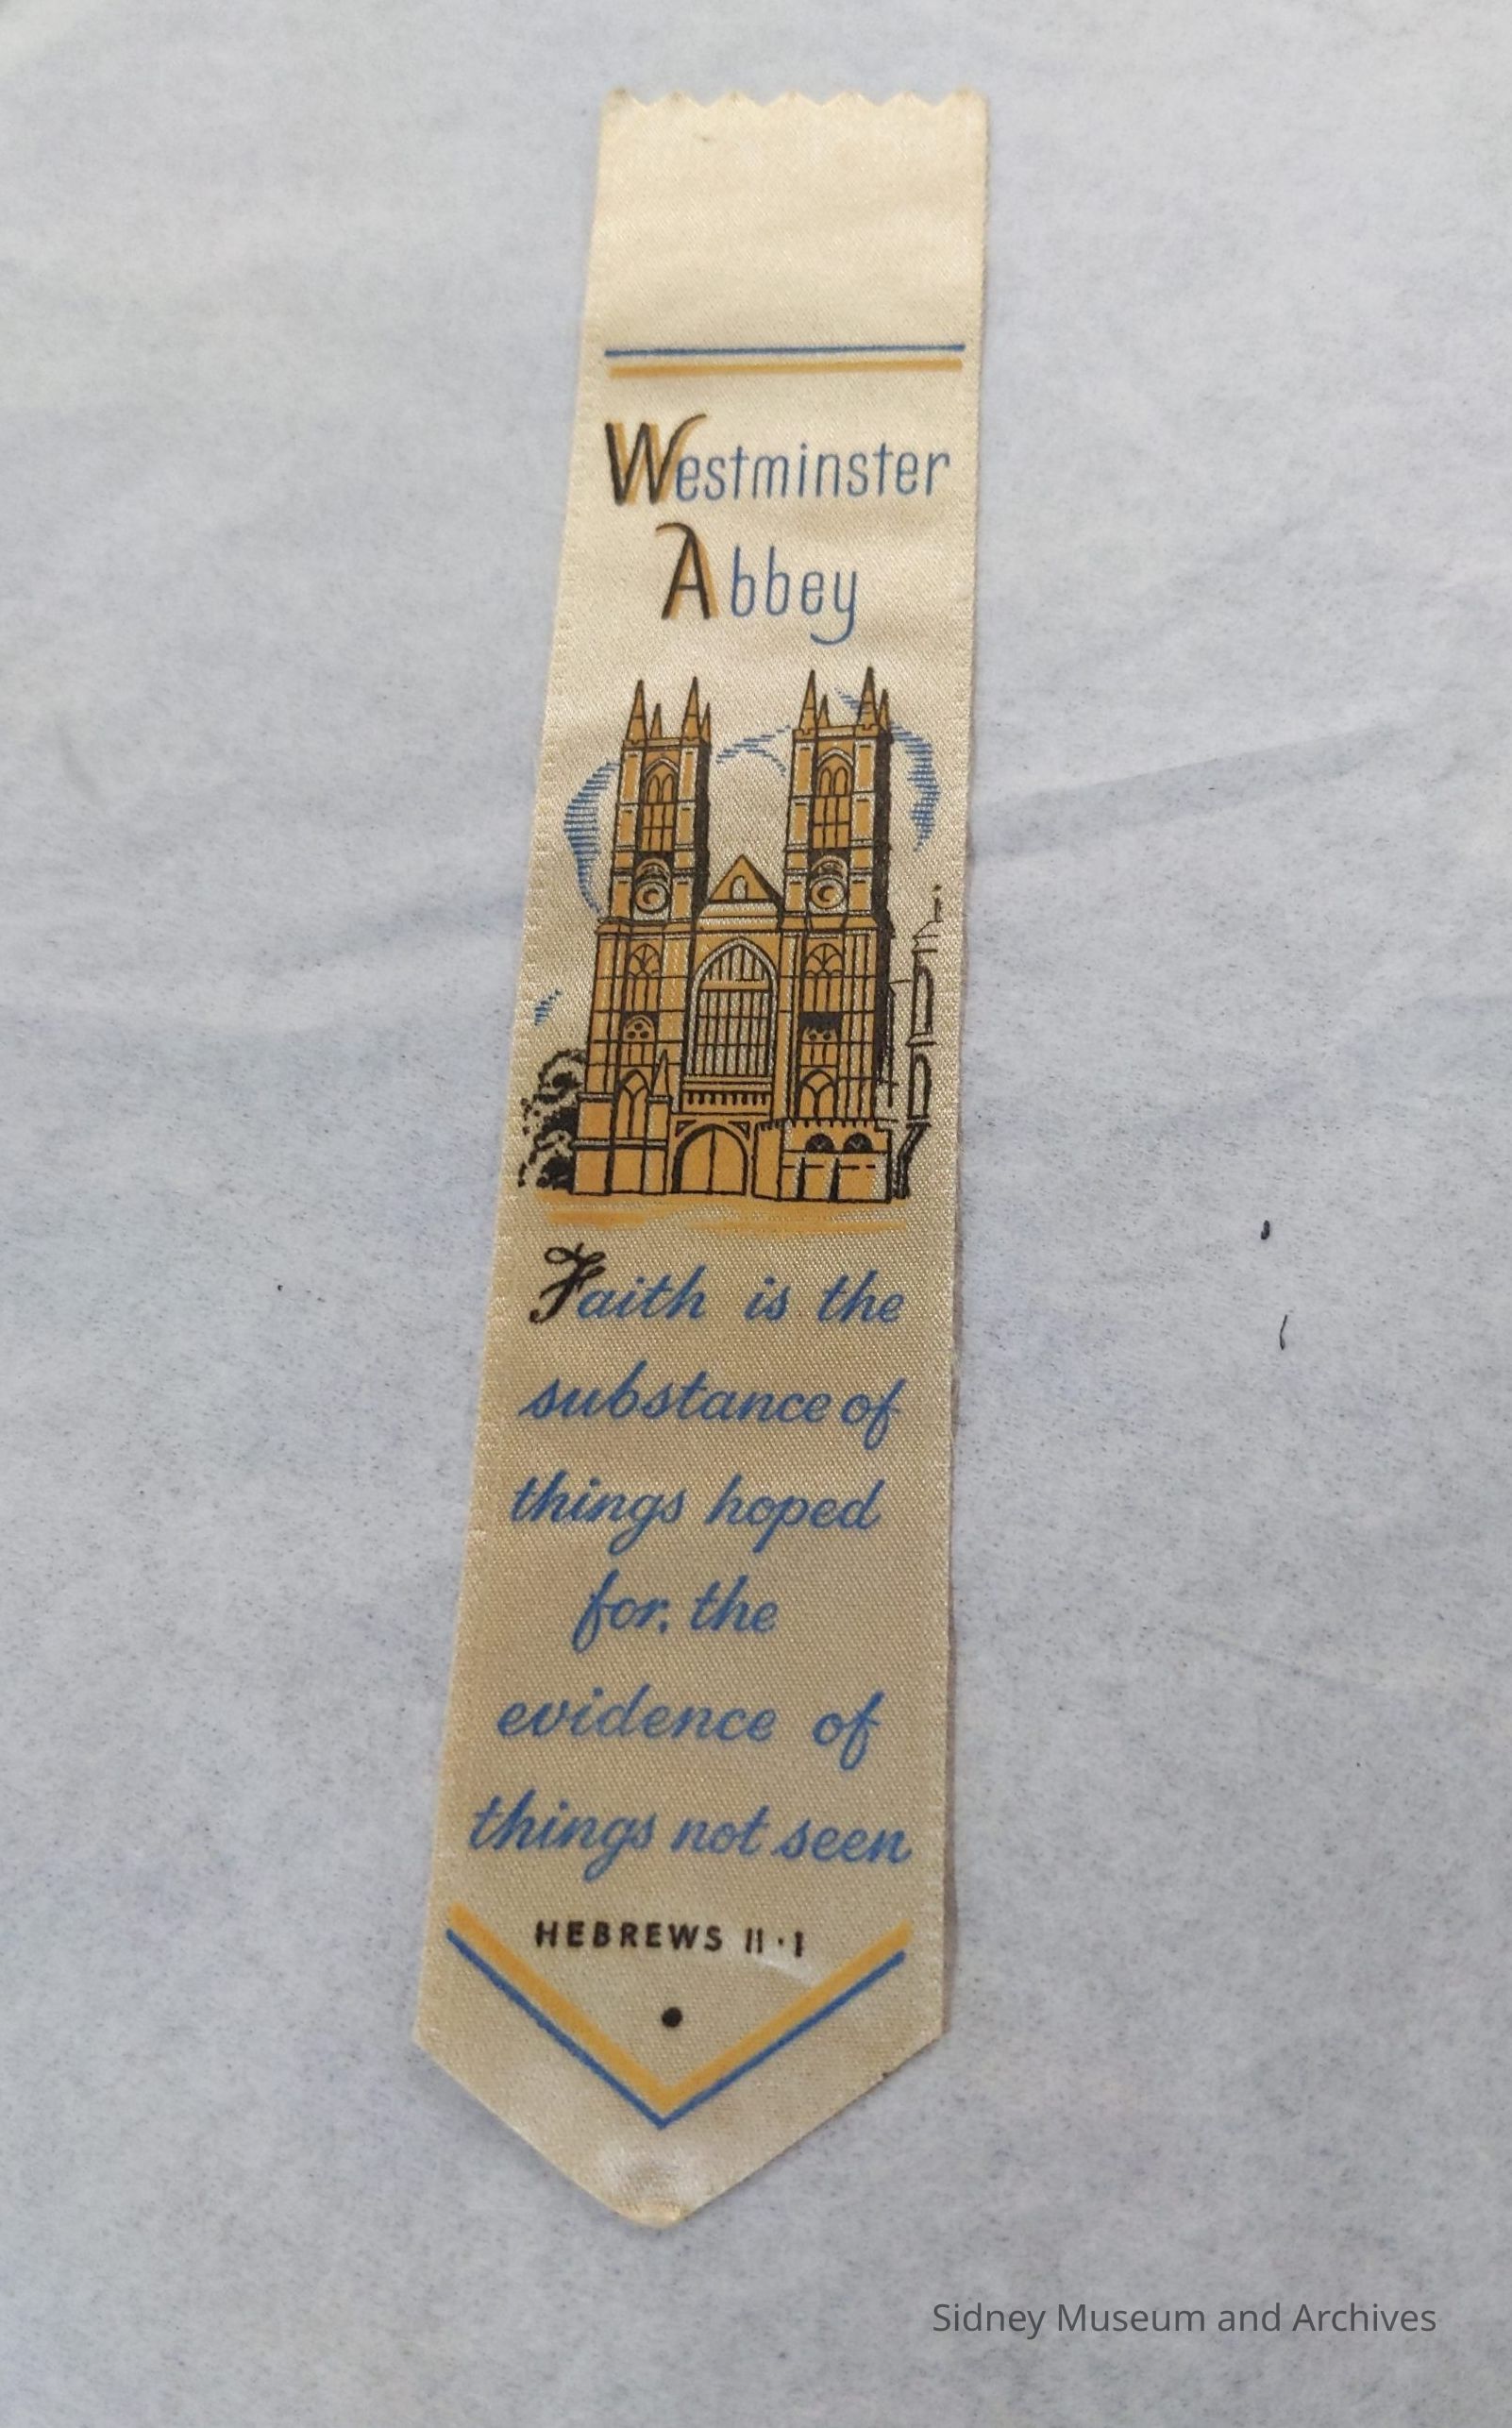 Westminster
Abbey
Faith is the
substance of
things hoped
for, the
evidence of
things not seen
HEBREWS 11·1
Sidney Museum and Archives